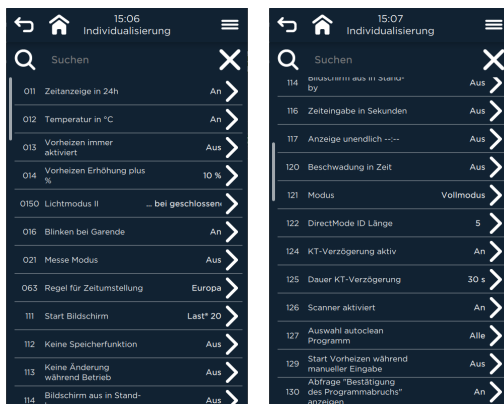 15:06
Individualisierung
Suchen
011 Zeitanzeige in 24h An
012 Temperatur in °C An
013 Vorheizen immer
aktiviert Aus
014 Vorheizen Erhöhung plus
% 10 %
0150 Lichtmodus II ... bei geschlossen
016 Blinken bei Garende An
021 Messe Modus Aus
063 Regel für Zeitumstellung Europa
111 Start Bildschirm Last* 20
112 Keine Speicherfunktion Aus
113 Keine Änderung
während Betrieb Aus
114 Bildschirm aus in Stand-
Aus
15:07
Individualisierung
Suchen
114 Bildschirm aus in Stand-
by Aus
116 Zeiteingabe in Sekunden Aus
117 Anzeige unendlich --:-- Aus
120 Beschwadung in Zeit Aus
121 Modus Vollmodus
122 DirectMode ID Länge 5
124 KT-Verzögerung aktiv An
125 Dauer KT-Verzögerung 30 s
126 Scanner aktiviert An
127 Auswahl autoclean
Programm Alle
129 Start Vorheizen während
manueller Eingabe Aus
130 Abfrage "Bestätigung
des Programmabruchs"
anzeigen An